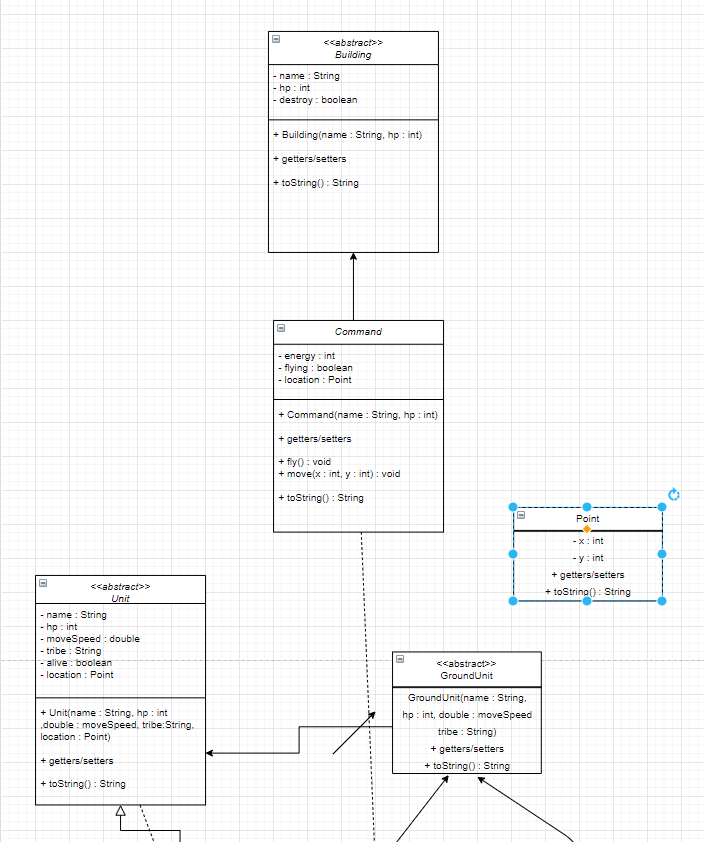 <<abstract>>
Building
- name : String
- hp : int
- destroy : boolean
+ Building(name : String, hp : int)
+ getters/setters
+ toString() : String
Command
- energy : int
- flying : boolean
- location : Point
+ Command(name : String, hp : int)
+ getters/setters
+ fly() : void
+ move(x : int, y : int) : void
+ toString() : String
Point
- x : int
- y : int
+ getters/setters
+ toString() : String
<<abstract>>
Unit
- name : String
- hp : int
- moveSpeed : double
- tribe : String
- alive : boolean
- location : Point
+ Unit(name : String, hp : int
,double : moveSpeed, tribe:String,
location : Point)
+ getters/setters
+ toString() : String
<<abstract>>
GroundUnit
GroundUnit(name : String,
hp : int, double : moveSpeed
tribe : String)
+ getters/setters
+ toString() : String